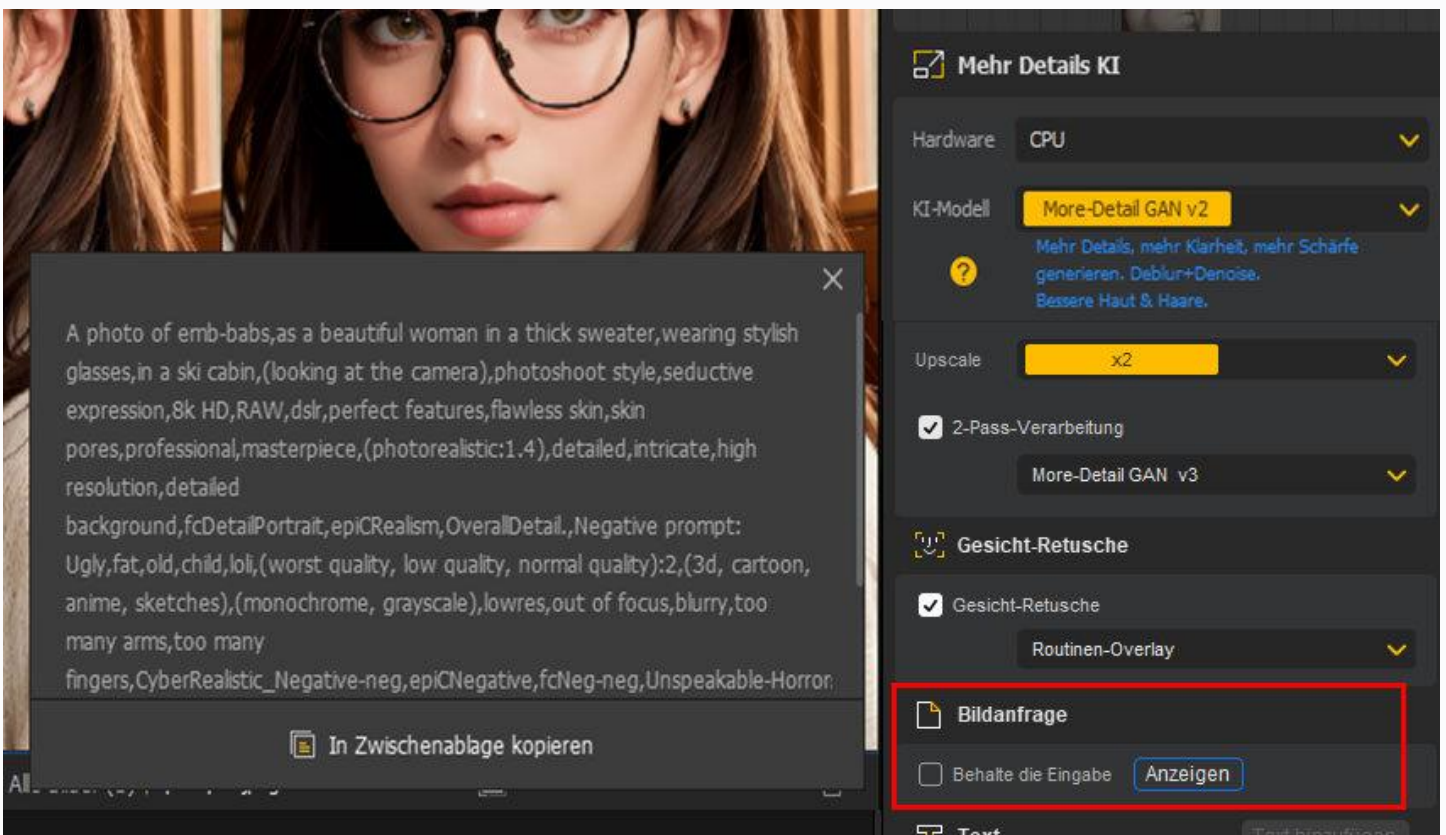 Mehr Details KI
Hardware CPU
KI-Modell More-Detail GAN v2
Mehr Details, mehr Klarheit, mehr Schärfe
generieren. Deblur+Denoise.
Bessere Haut & Haare.
?
Upscale x2
2-Pass-Verarbeitung
More-Detail GAN v3
Gesicht-Retusche
Gesicht-Retusche
Routinen-Overlay
Bildanfrage
Behalte die Eingabe Anzeigen
Text
A photo of emb-babs,as a beautiful woman in a thick sweater,wearing stylish
glasses,in a ski cabin,(looking at the camera),photoshoot style,seductive
expression,8k HD,RAW,dslr,perfect features,flawless skin,skin
pores,professional,masterpiece,(photorealistic:1.4),detailed,intricate,high
resolution,detailed
background,fcDetailPortrait,epiCRealism,OverallDetail.,Negative prompt:
Ugly,fat,old,child,loli,(worst quality, low quality, normal quality):2,(3d, cartoon,
anime, sketches),(monochrome, grayscale),lowres,out of focus,blurry,too
many arms,too many
fingers,CyberRealistic_Negative-neg,epiCNegative,fcNeg-neg,Unspeakable-Horror
In Zwischenablage kopieren